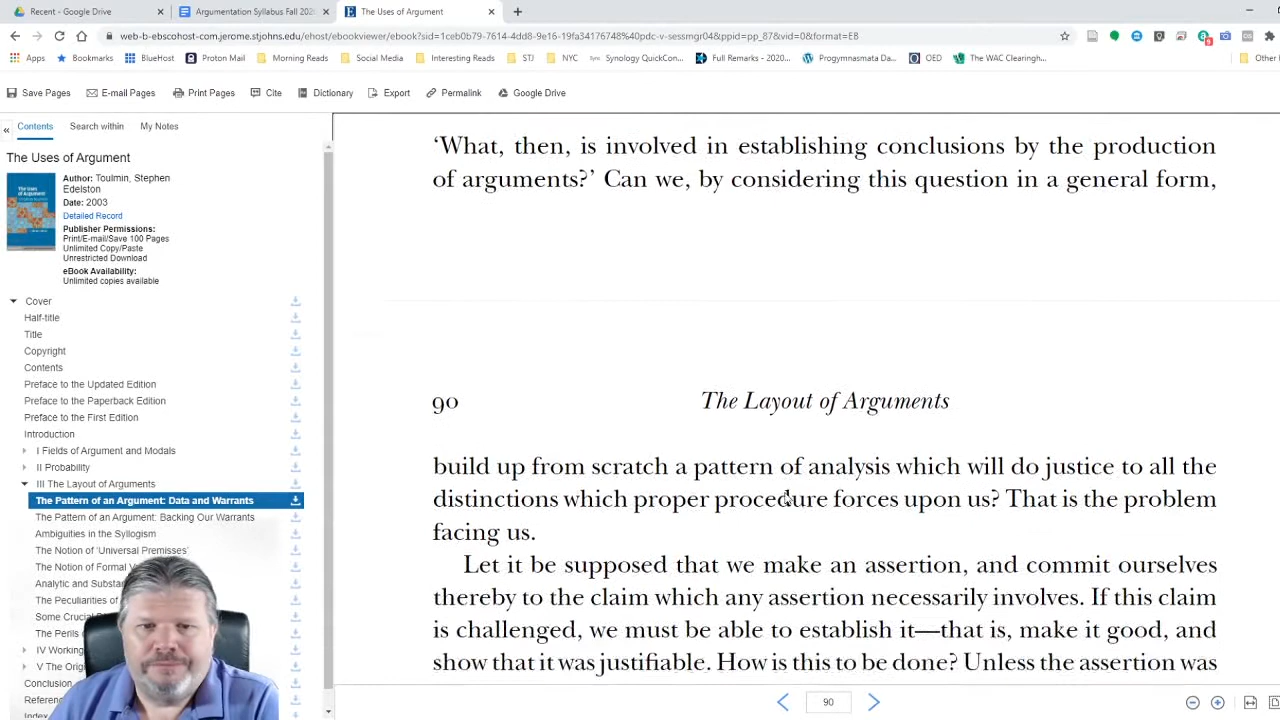 Recent - Google Drive
Argumentation Syllabus Fall 2020
The Uses of Argument
web-b-ebscohost-com.jerome.stjohns.edu/ehost/ebookviewer/ebook?sid=1ceb0b79-7614-4dd8-9e16-19fa34176748%40pdc-v-sessmgr04&ppid=pp_87&vid=0&format=EB
Apps
Bookmarks
BlueHost
Proton Mail
Morning Reads
Social Media
Interesting Reads
STJ
NYC
Synology QuickCon...
Full Remarks - 2020...
Progymnasmata Da...
OED
The WAC Clearingh...
Other
Save Pages
E-mail Pages
Print Pages
Cite
Dictionary
Export
Permalink
Google Drive
Contents
Search within
My Notes
The Uses of Argument
Author: Toulmin, Stephen
Edelston
Date: 2003
Detailed Record
Publisher Permissions:
Print/E-mail/Save 100 Pages
Unlimited Copy/Paste
Unrestricted Download
eBook Availability:
Unlimited copies available
Cover
Half-title
Title
Copyright
Contents
Preface to the Updated Edition
Preface to the Paperback Edition
Preface to the First Edition
Introduction
I Fields of Argument and Modals
II Probability
III The Layout of Arguments
The Pattern of an Argument: Data and Warrants
The Pattern of an Argument: Backing Our Warrants
Ambiguities in the Syllogism
The Notion of 'Universal Premisses'
The Notion of Formal
Analytic and
The Peculiarities
Some
The
IV
V The
Conclusion
‘What, then, is involved in establishing conclusions by the production
of arguments?’ Can we, by considering this question in a general form,
90
The Layout of Arguments
build up from scratch a pattern of analysis which will do justice to all the
distinctions which proper procedure forces upon us? That is the problem
facing us.
Let it be supposed that we make an assertion, and commit ourselves
thereby to the claim which any assertion necessarily involves. If this claim
is challenged, we must be able to establish it—that is, make it good, and
show that it was justifiable. How is this to be done? Unless the assertion was
90